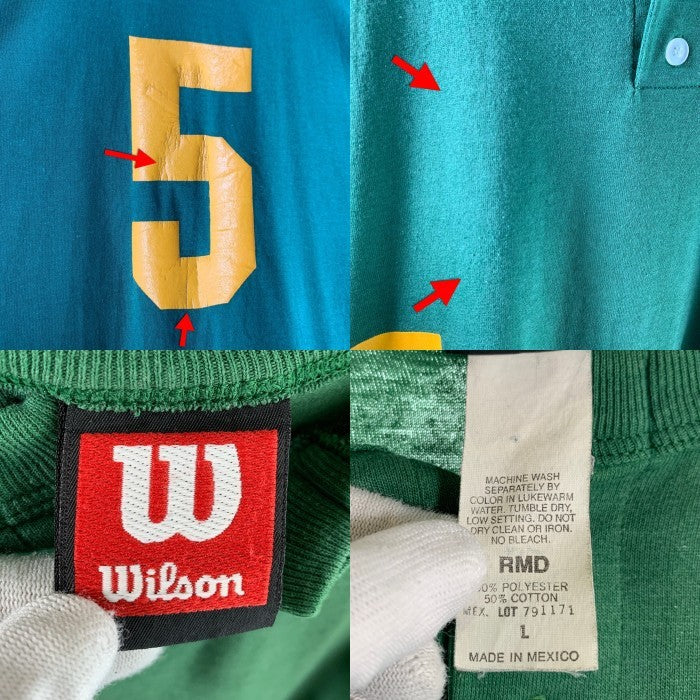 5
W
Wilson
MACHINE WASH
SEPARATELY BY
COLOR IN LUKEWARM
WATER. TUMBLE DRY,
LOW SETTING. DO NOT
DRY CLEAN OR IRON.
NO BLEACH.
RMD
50% POLYESTER
50% COTTON
MEX. LOT 791171
L
MADE IN MEXICO